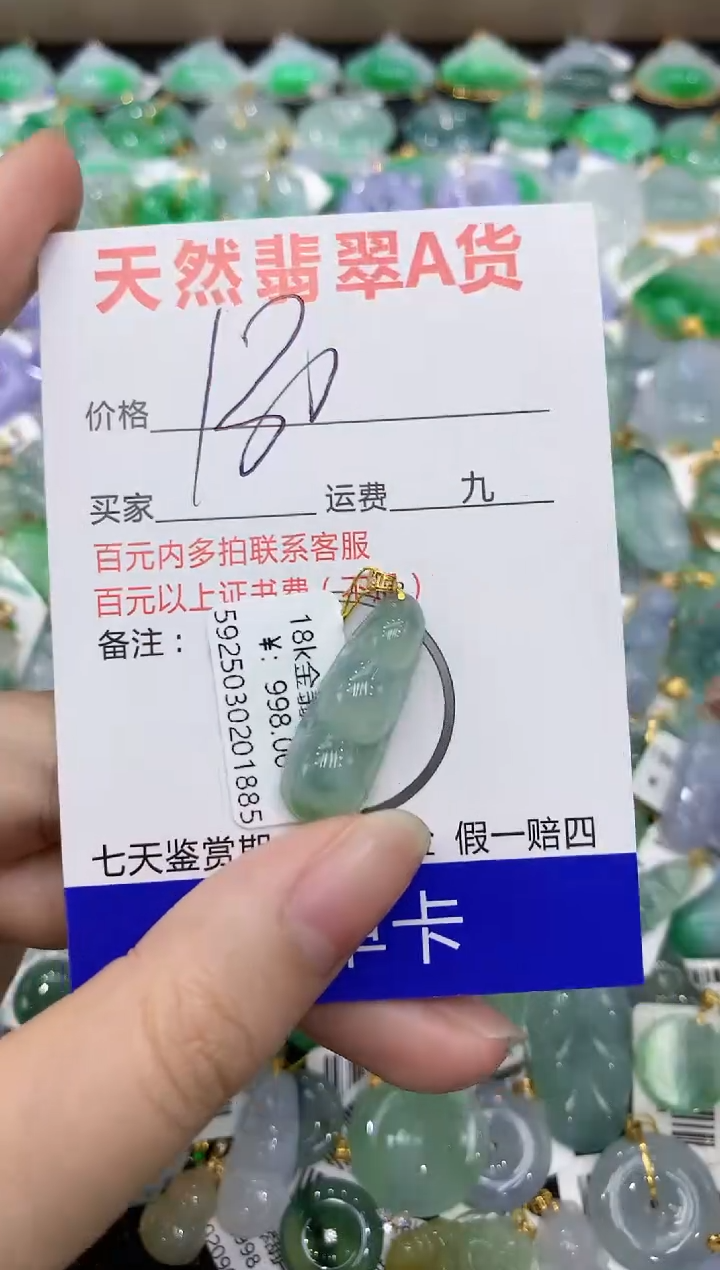 天然翡翠A货
价格
买家 运费 九
百元内多拍联系客服
百元以上证书费(
备注：
18k金
¥: 998.00
5925030201885
七天鉴赏期 假一赔四
卡